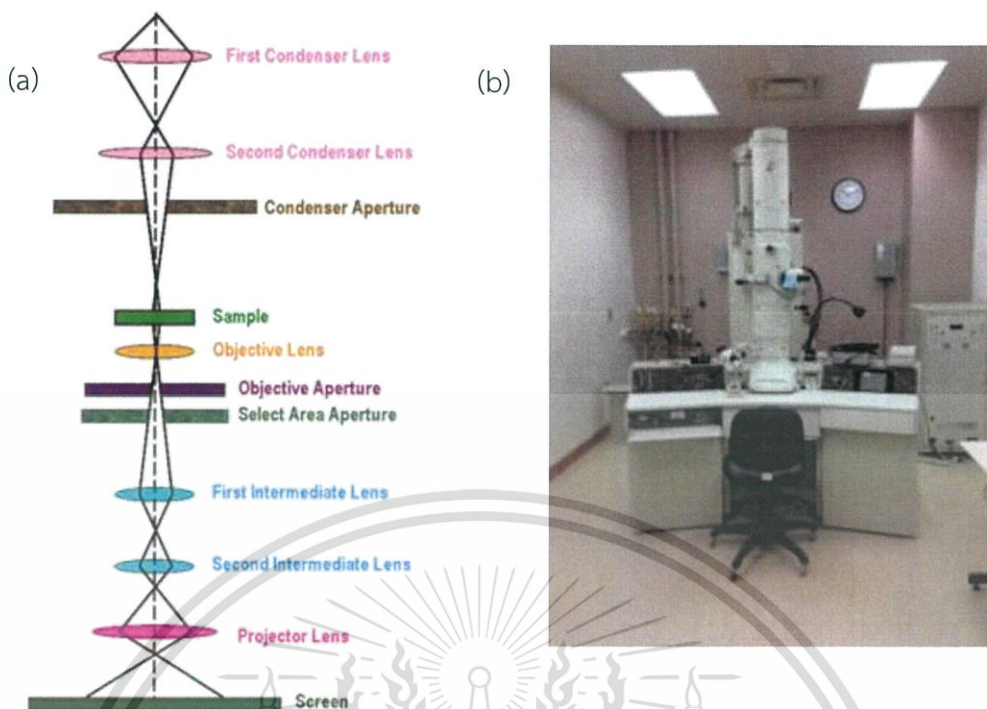 (a)
First Condenser Lens
Second Condenser Lens
Condenser Aperture
Sample
Objective Lens
Objective Aperture
Select Area Aperture
First Intermediate Lens
Second Intermediate Lens
Projector Lens
Screen
(b)